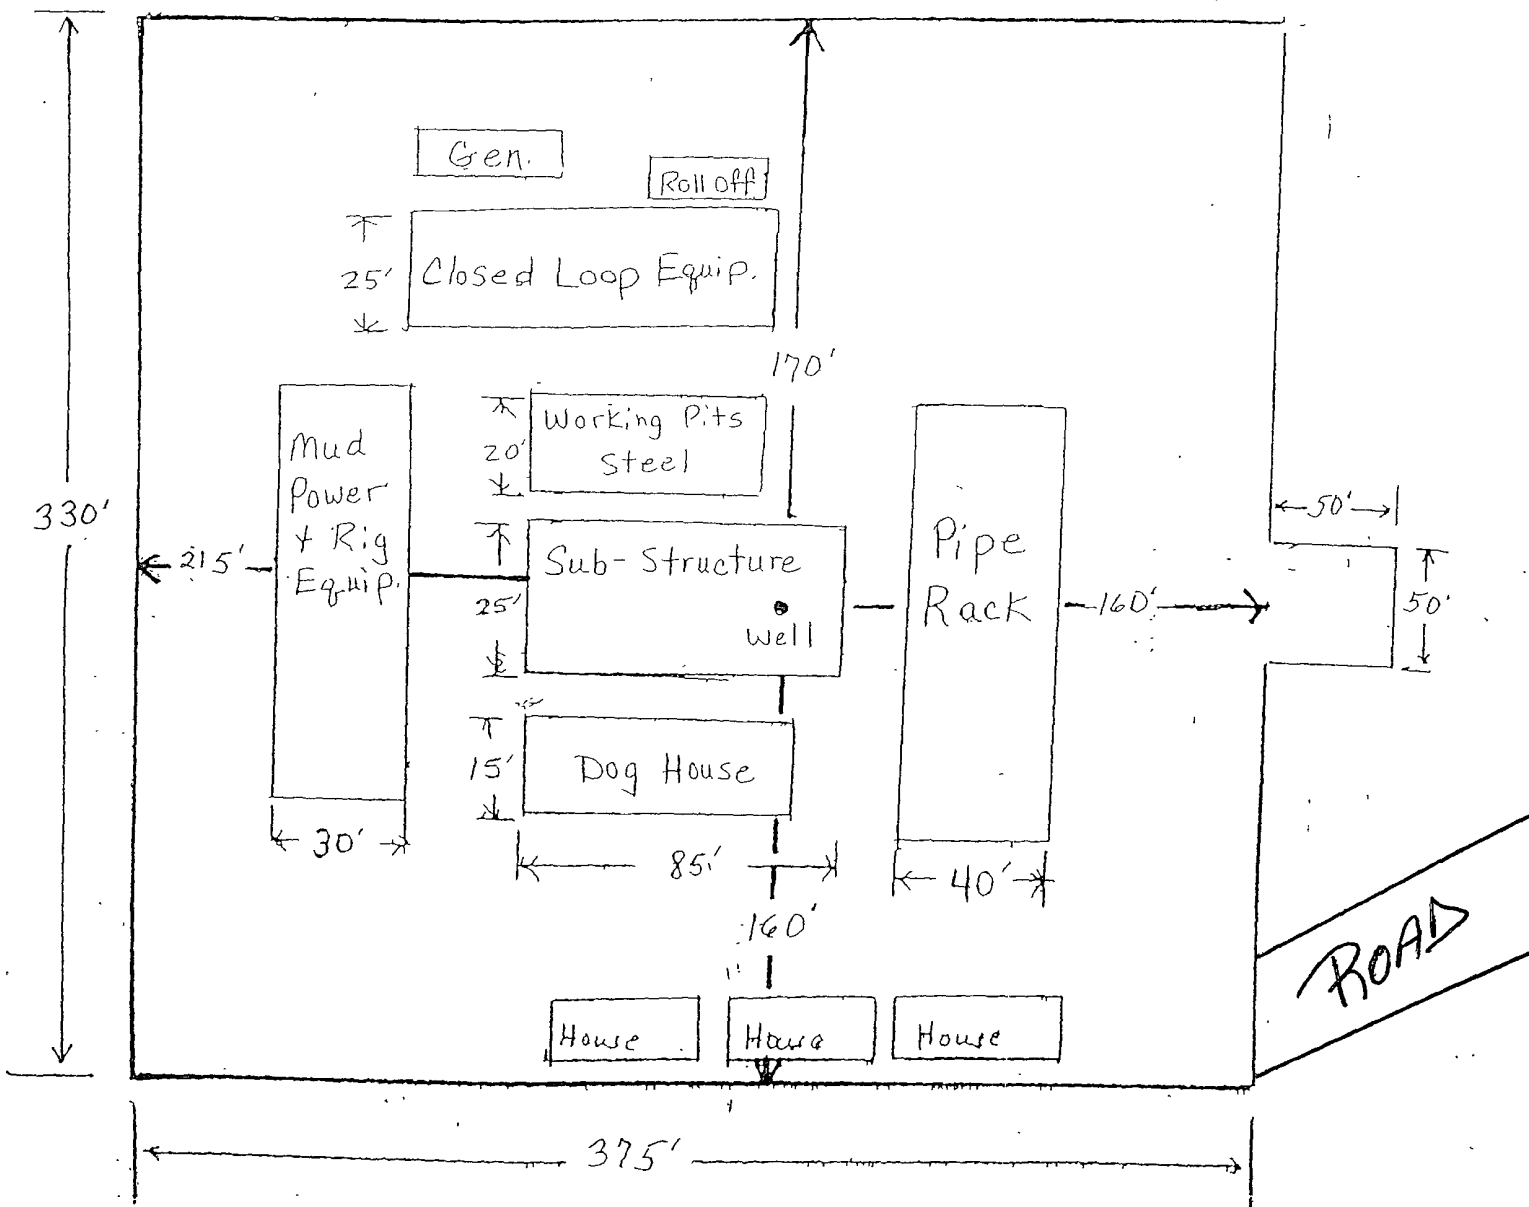 Gen.
Roll off
25'
Closed Loop Equip.
170'
Mud
Power
+ Rig
Equip.
20'
Working Pits
Steel
330'
215'
Sub-Structure
25'
Well
Pipe
Rack
160'
50'
50'
15'
Dog House
30'
85'
40'
160'
ROAD
House
House
House
375'